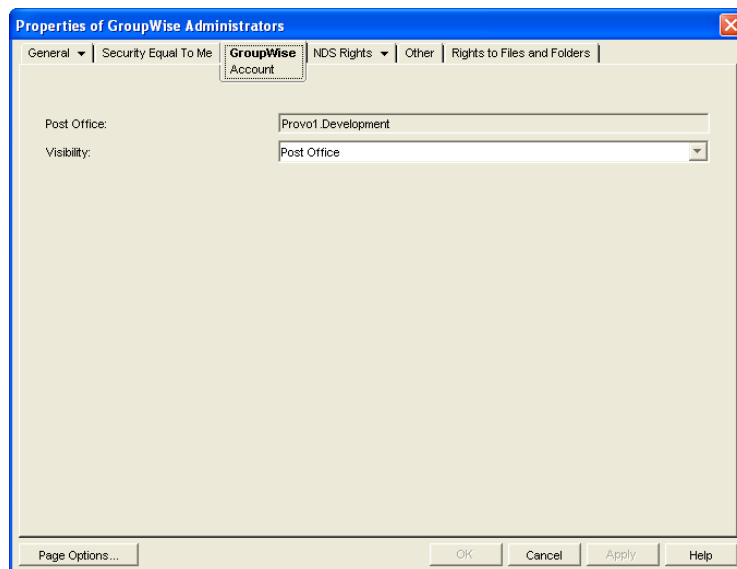 Properties of GroupWise Administrators
General Security Equal To Me GroupWise NDS Rights Other Rights to Files and Folders
Account
Post Office: Provo1.Development
Visibility: Post Office
Page Options... OK Cancel Apply Help